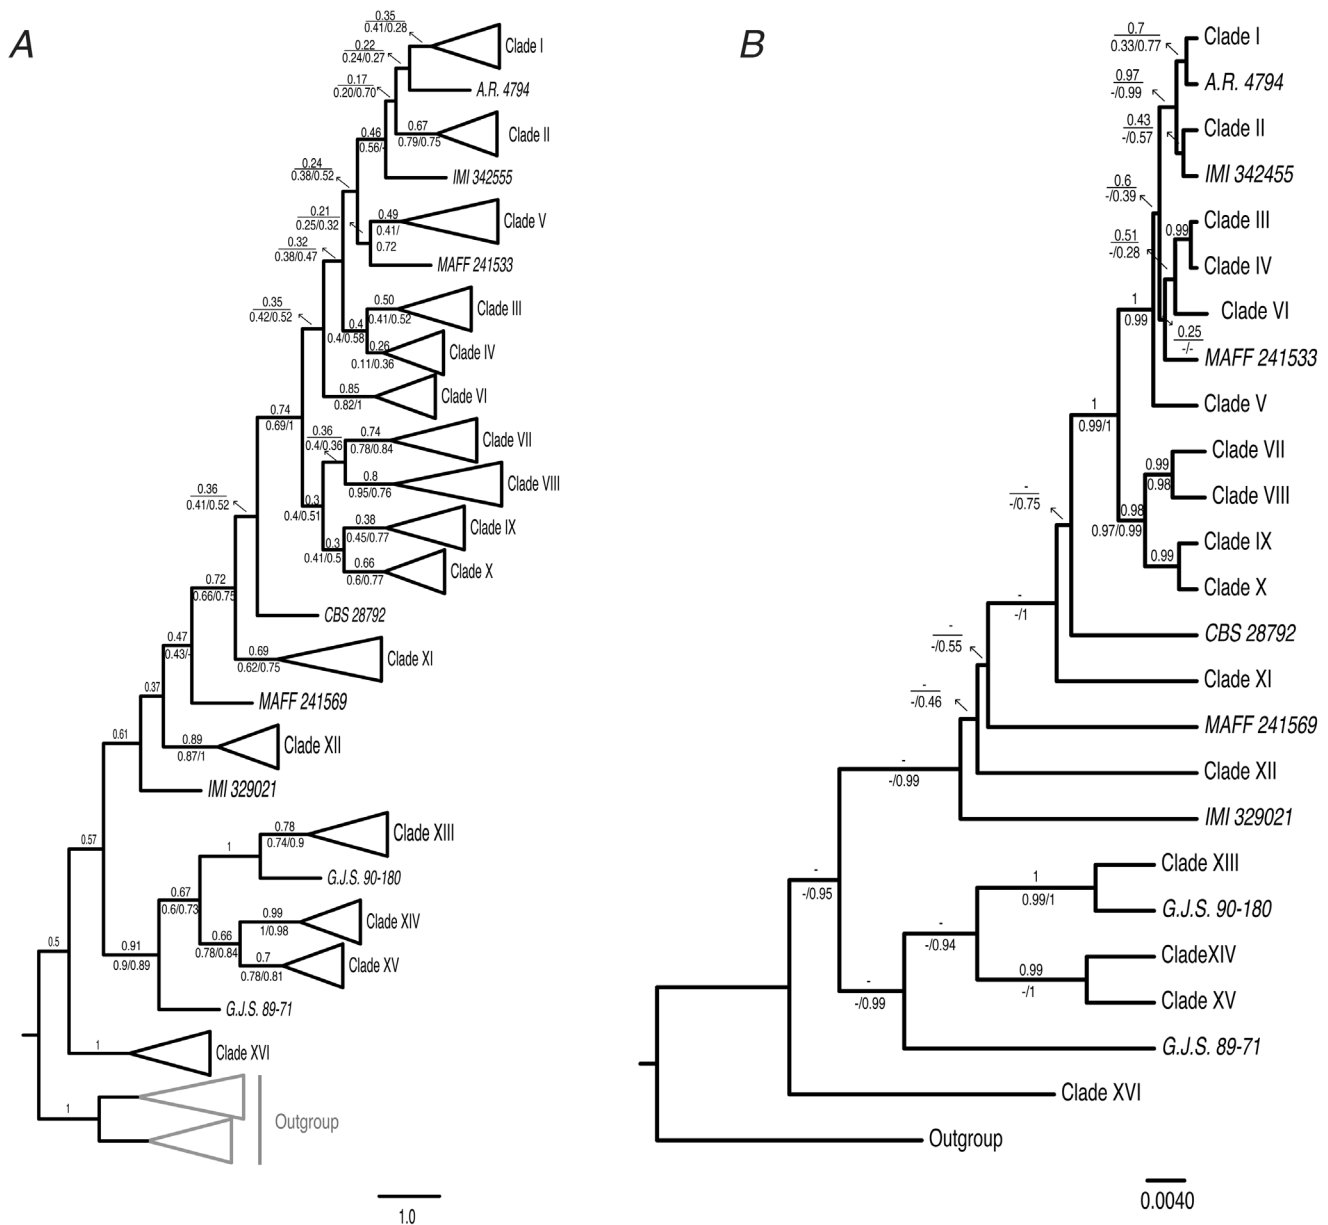 A
0.35
0.41/0.28
Clade I
0.22
0.24/0.27
A.R. 4794
0.17
0.20/0.70
0.67
0.79/0.75
Clade II
0.46
0.56/-
IMI 342555
0.24
0.38/0.52
0.21
0.25/0.32
0.49
0.41/
0.72
Clade V
0.32
0.38/0.47
MAFF 241533
0.35
0.42/0.52
0.50
0.41/0.52
Clade III
0.4
0.4/0.58
0.26
0.11/0.36
Clade IV
0.85
0.82/1
Clade VI
0.74
0.69/1
0.36
0.4/0.36
0.74
0.78/0.84
Clade VII
0.8
0.95/0.76
Clade VIII
0.36
0.41/0.52
0.3
0.4/0.51
0.38
0.45/0.77
Clade IX
0.3
0.41/0.5
0.66
0.6/0.77
Clade X
0.72
0.66/0.75
CBS 28792
0.47
0.43/-
0.69
0.62/0.75
Clade XI
0.37
MAFF 241569
0.61
0.89
0.87/1
Clade XII
IMI 329021
0.57
0.78
0.74/0.9
Clade XIII
1
G.J.S. 90-180
0.67
0.6/0.73
0.99
1/0.98
Clade XIV
0.66
0.78/0.84
0.7
0.78/0.81
Clade XV
0.5
0.91
0.9/0.89
G.J.S. 89-71
1
Clade XVI
1
Outgroup
1.0
B
0.7
0.33/0.77
Clade I
0.97
-/0.99
A.R. 4794
0.43
-/0.57
Clade II
IMI 342455
0.6
-/0.39
0.99
Clade III
0.51
-/0.28
Clade IV
1
0.99
Clade VI
0.25
-/-
MAFF 241533
1
0.99/1
Clade V
0.99
0.98
Clade VII
-
-/0.75
Clade VIII
0.98
0.97/0.99
Clade IX
0.99
Clade X
-
-/1
-
-/0.55
CBS 28792
Clade XI
-
-/0.46
MAFF 241569
-
-/0.99
Clade XII
IMI 329021
-
-/0.95
1
0.99/1
Clade XIII
G.J.S. 90-180
-
-/0.94
CladeXIV
0.99
-/1
Clade XV
-
-/0.99
G.J.S. 89-71
Clade XVI
Outgroup
0.0040